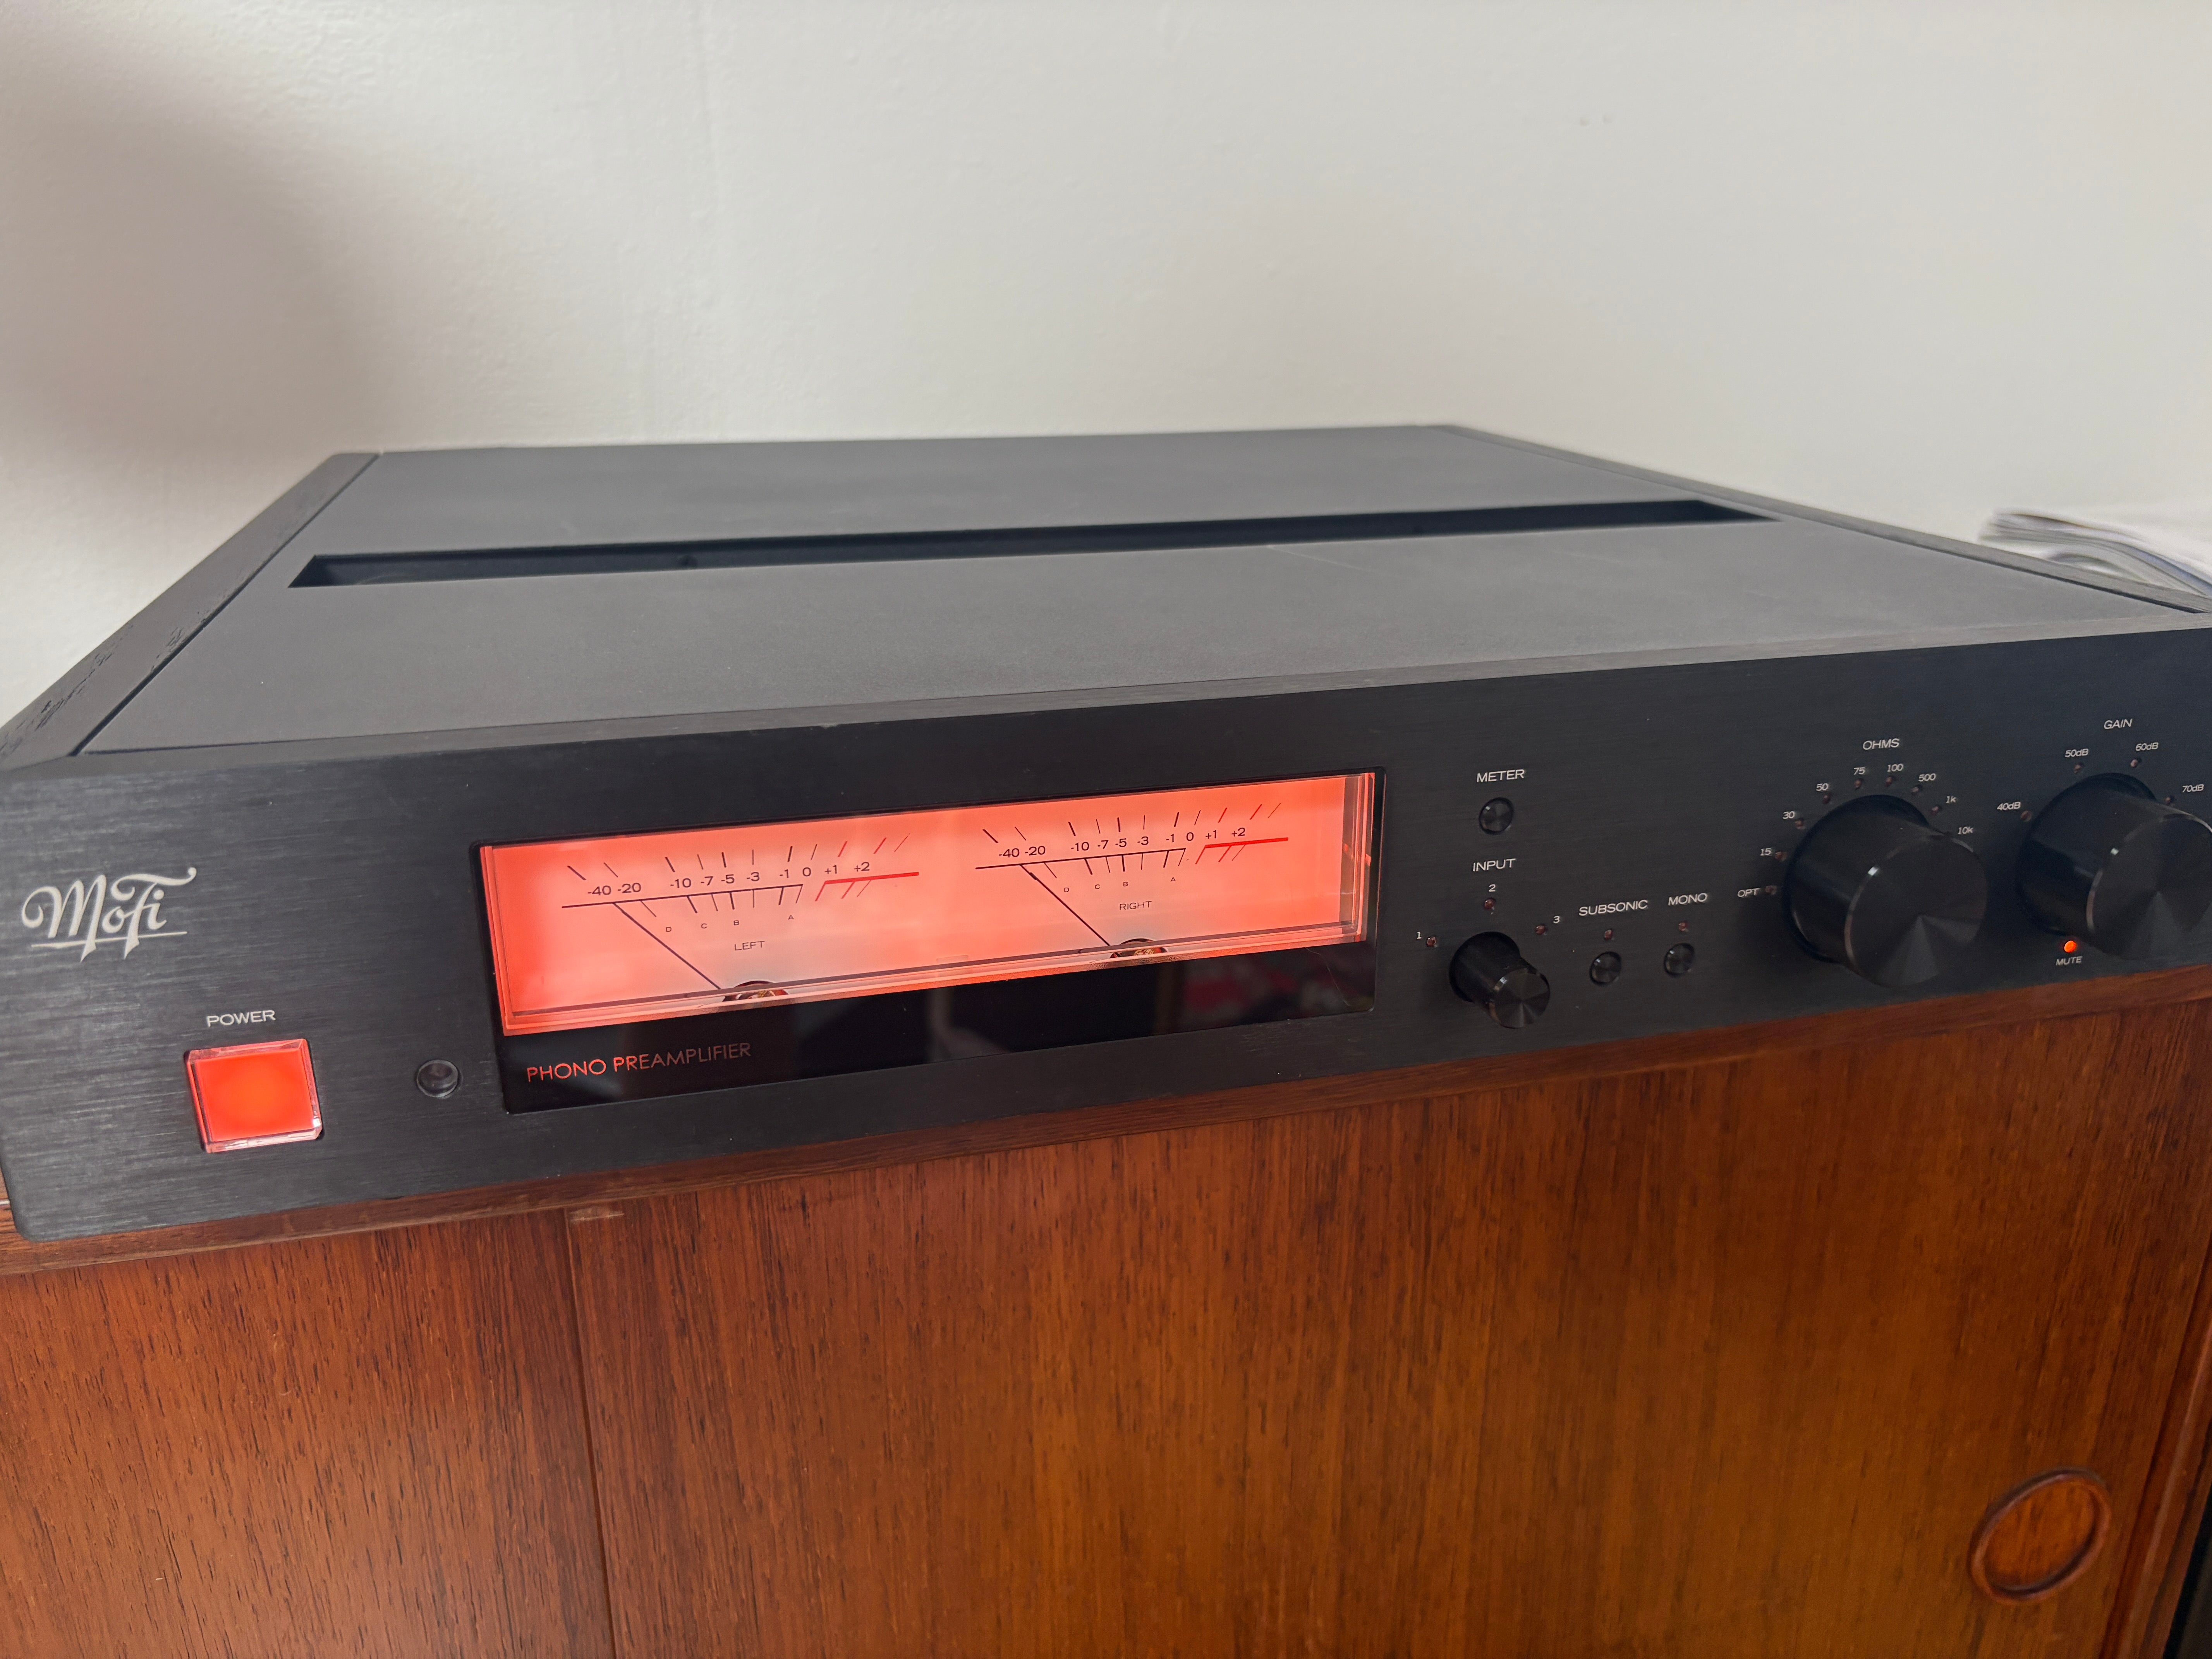 MoFi
POWER
PHONO PREAMPLIFIER
-40 -20 -10 -7 -5 -3 -1 0 +1 +2
D C B A
LEFT
-40 -20 -10 -7 -5 -3 -1 0 +1 +2
D C B A
RIGHT
METER
INPUT
1 2 3
SUBSONIC
MONO
OHMS
OPT 15 30 50 75 100 500 1k 10k
GAIN
40dB 50dB 60dB 70dB
MUTE